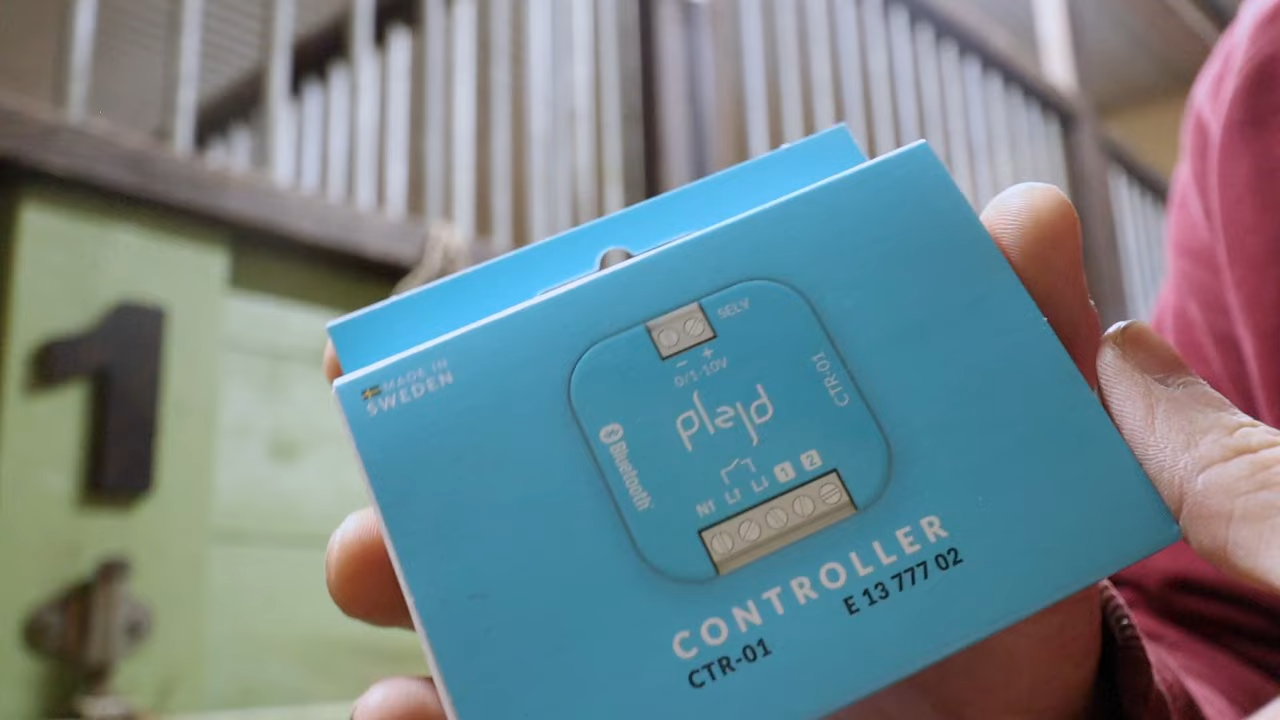 1
MADE IN
SWEDEN
SELV
- +
0/1-10V
CTR-01
plejd
Bluetooth
1 2
CONTROLLER
CTR-01
E 13 777 02